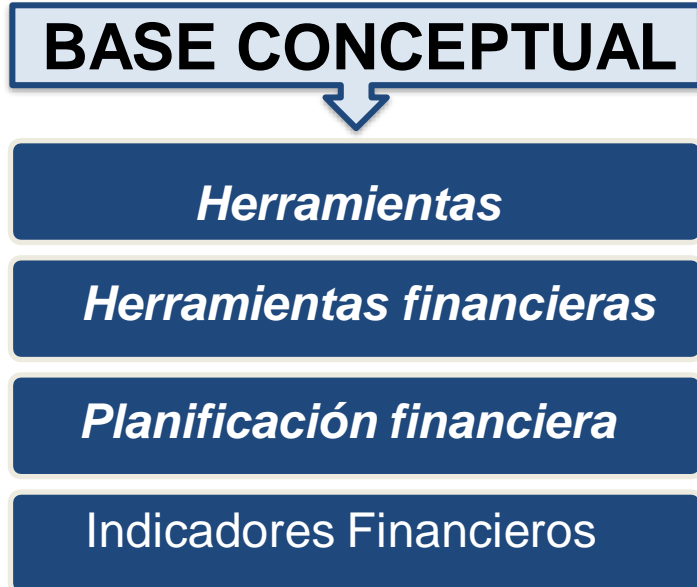 BASE CONCEPTUAL
Herramientas
Herramientas financieras
Planificación financiera
Indicadores Financieros